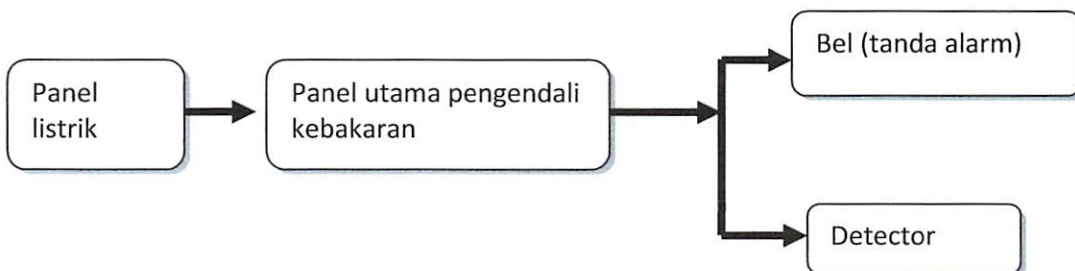 Panel
listrik
Panel utama pengendali
kebakaran
Bel (tanda alarm)
Detector